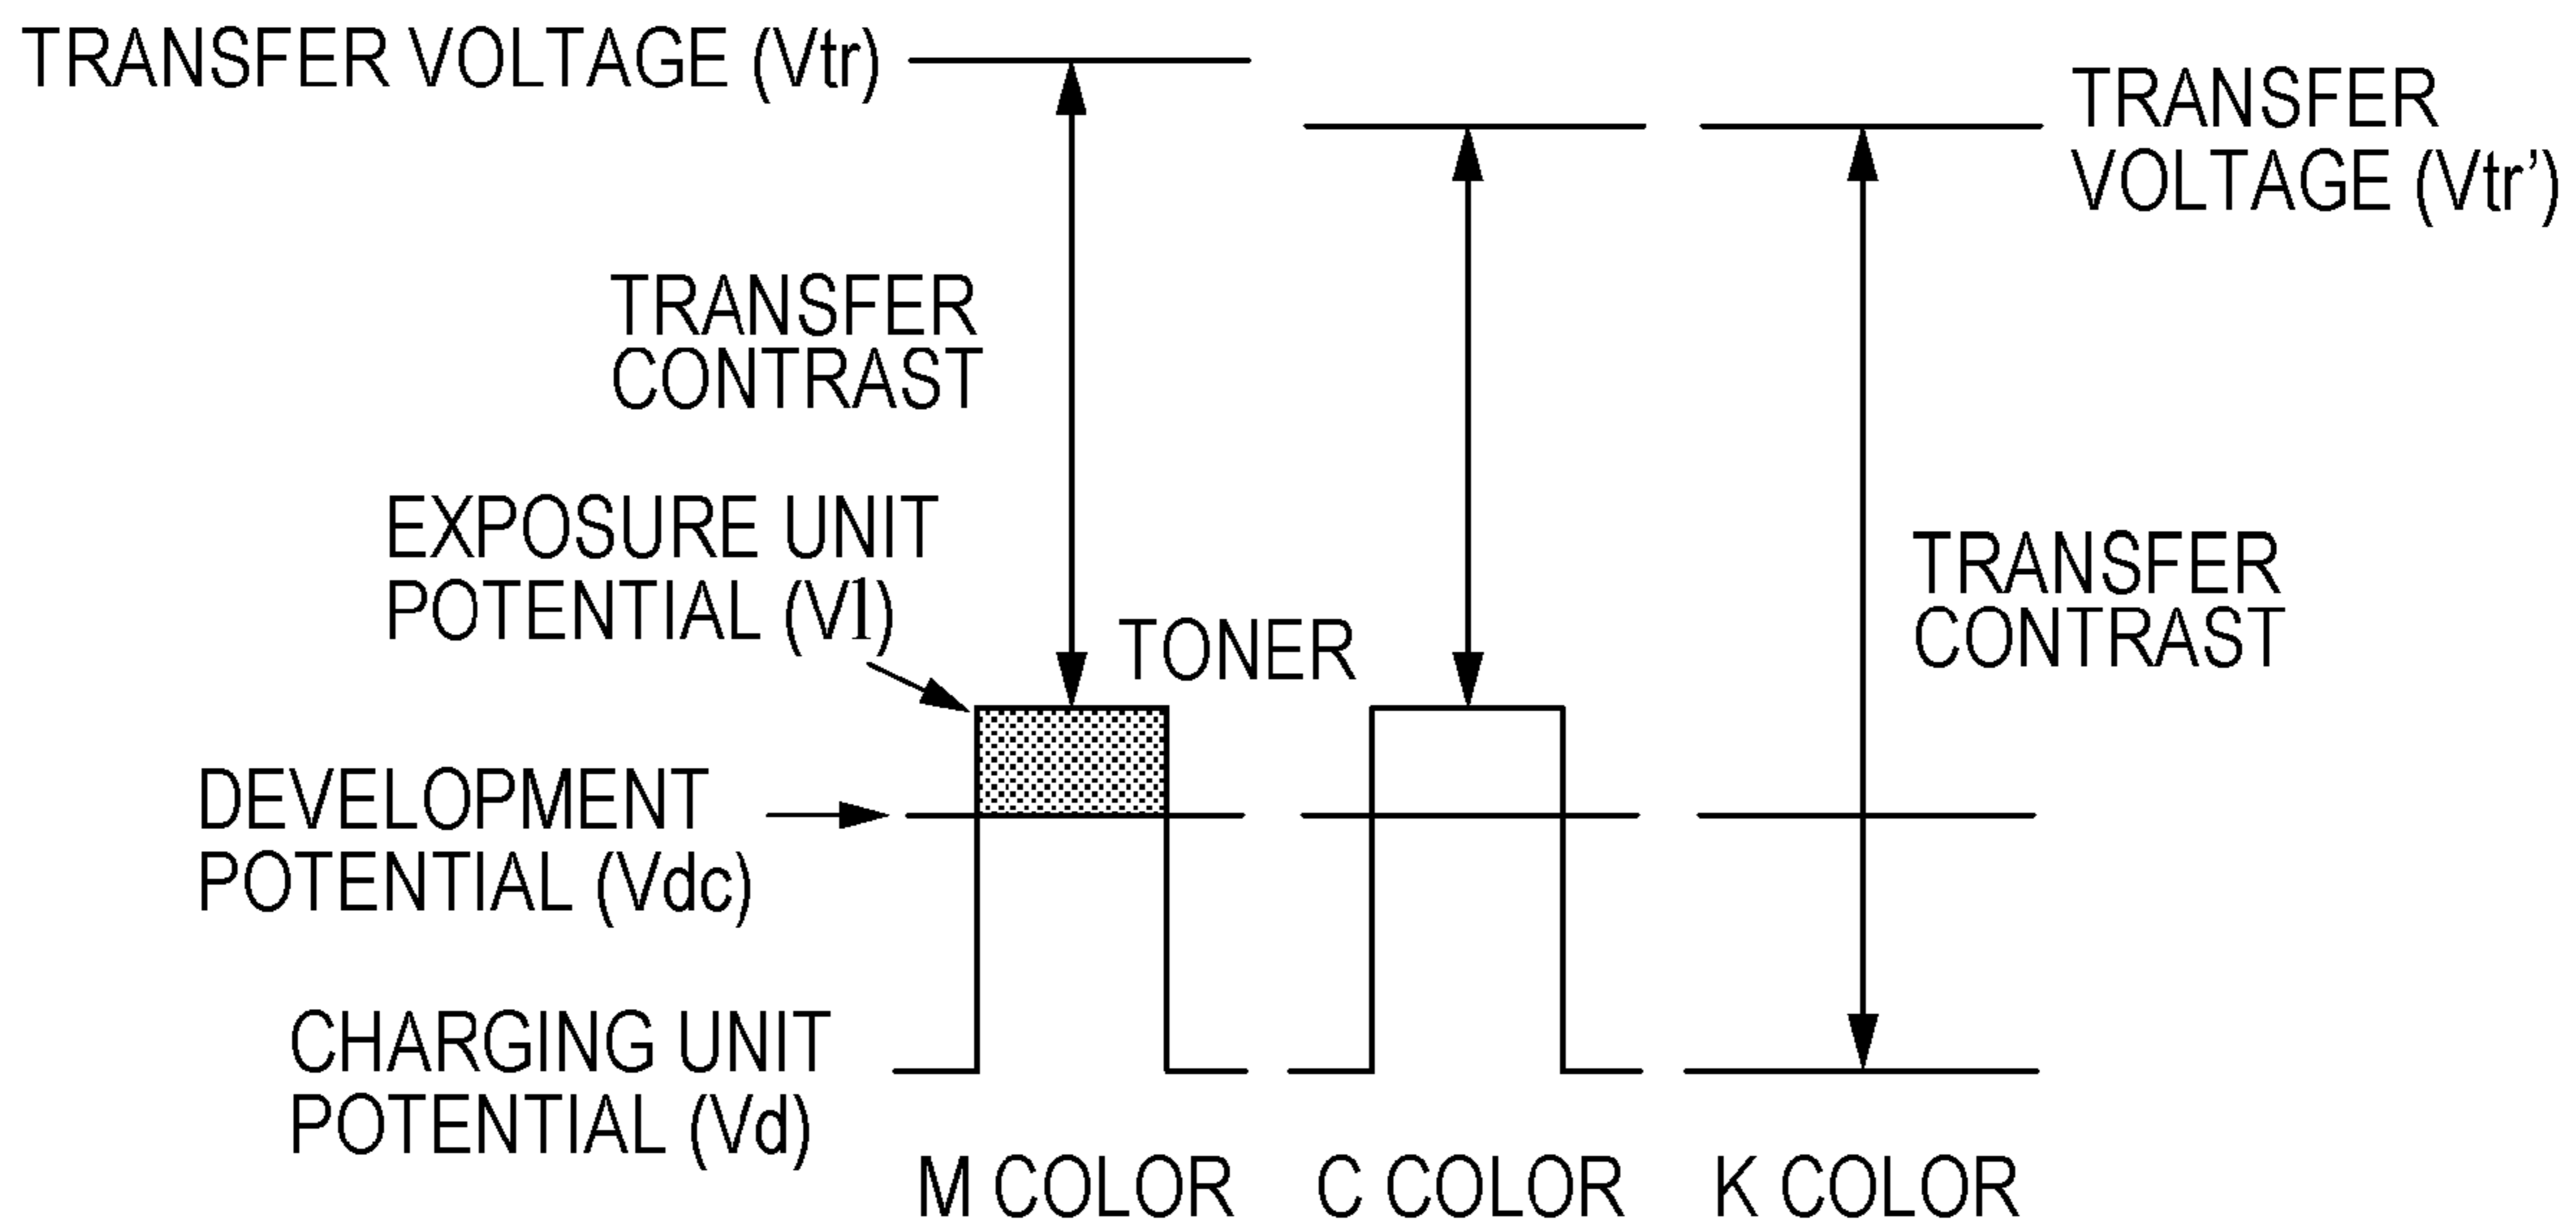 TRANSFER VOLTAGE (Vtr)
TRANSFER
VOLTAGE (Vtr’)
TRANSFER
CONTRAST
EXPOSURE UNIT
POTENTIAL (Vl)
TONER
TRANSFER
CONTRAST
DEVELOPMENT
POTENTIAL (Vdc)
CHARGING UNIT
POTENTIAL (Vd)
M COLOR
C COLOR
K COLOR